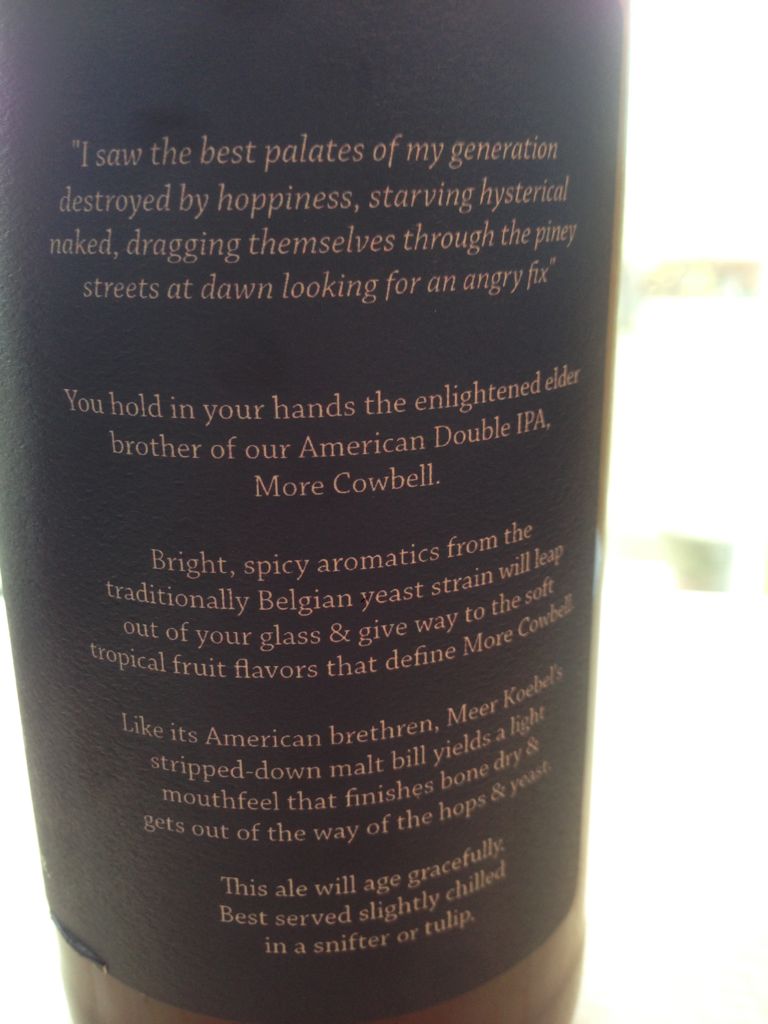 "I saw the best palates of my generation
destroyed by hoppiness, starving hysterical
naked, dragging themselves through the piney
streets at dawn looking for an angry fix"
You hold in your hands the enlightened elder
brother of our American Double IPA,
More Cowbell.
Bright, spicy aromatics from the
traditionally Belgian yeast strain will leap
out of your glass & give way to the soft
tropical fruit flavors that define More Cowbell.
Like its American brethren, Meer Koebel's
stripped-down malt bill yields a light
mouthfeel that finishes bone dry &
gets out of the way of the hops & yeast.
This ale will age gracefully.
Best served slightly chilled
in a snifter or tulip.